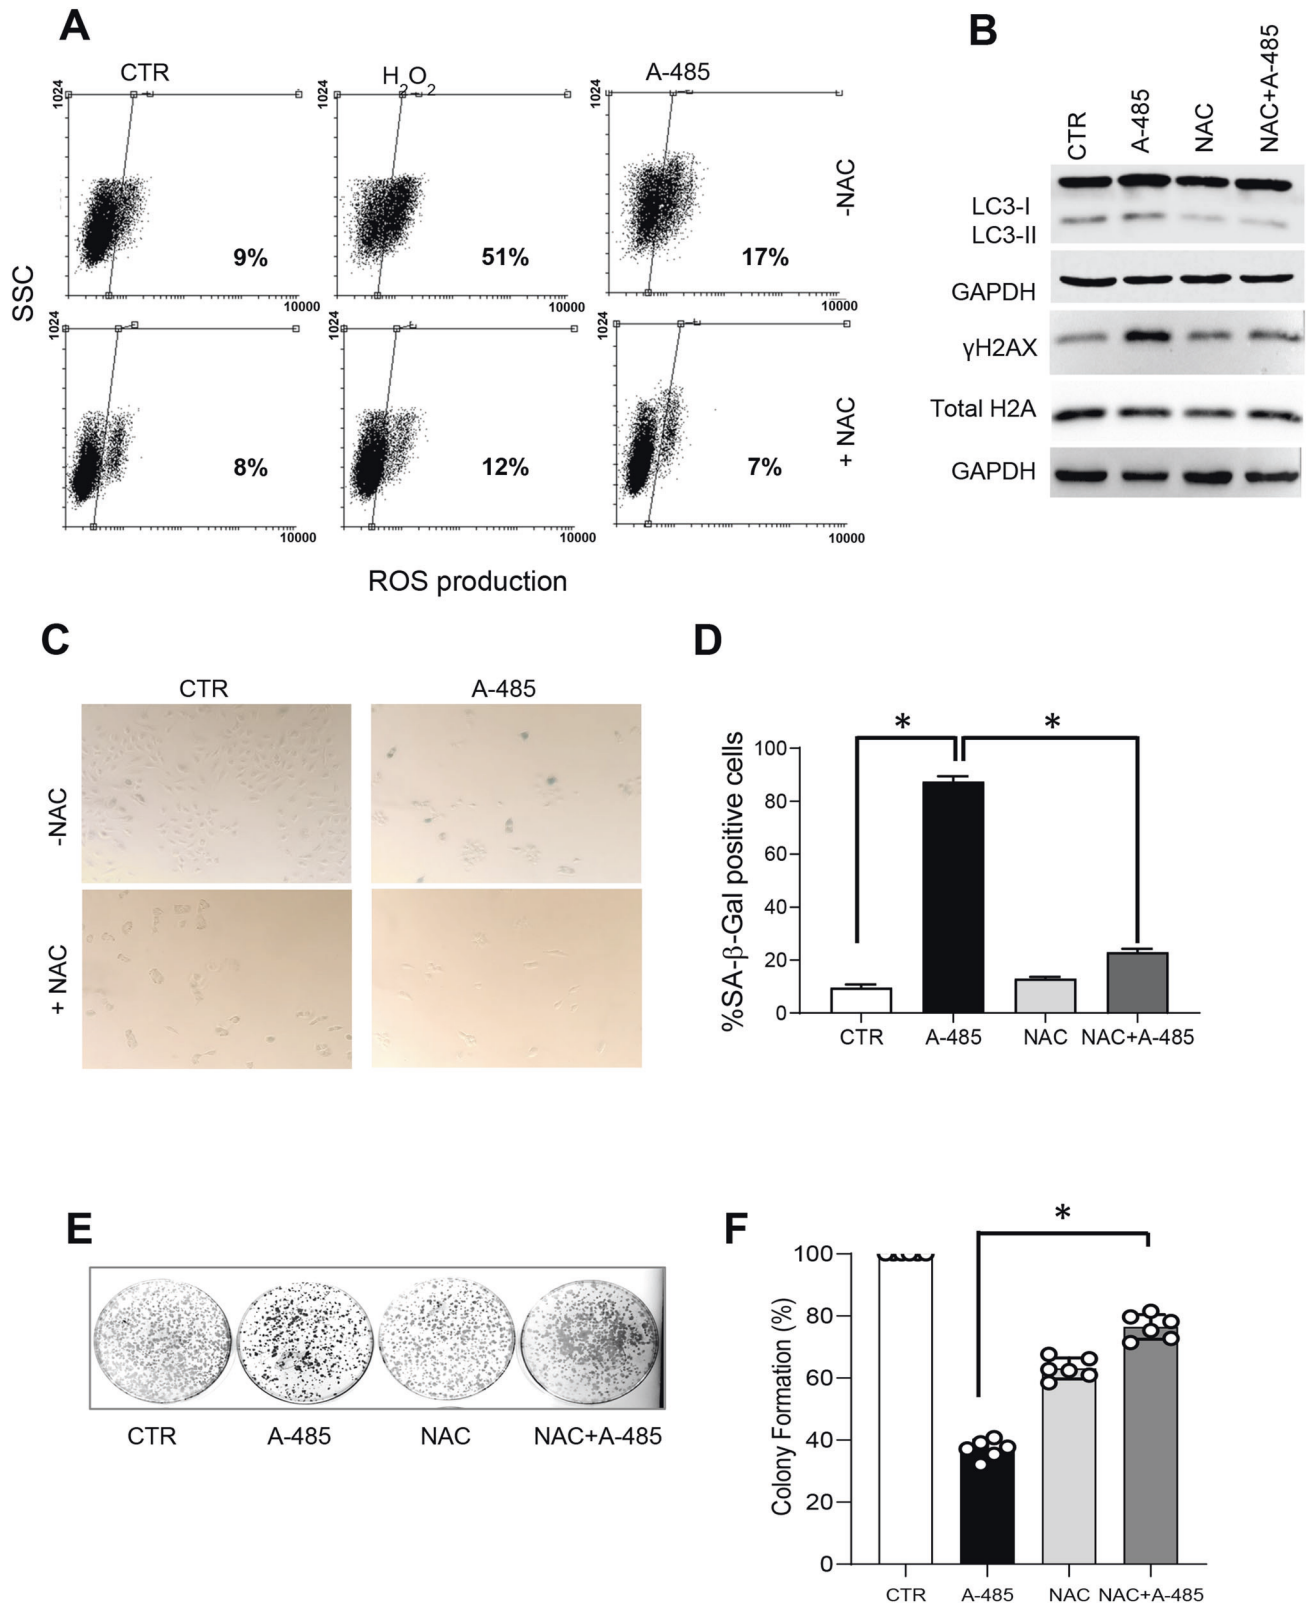 A
CTR
H2O2
A-485
1024
1024
1024
-NAC
9%
51%
17%
SSC
10000
10000
10000
1024
1024
1024
+ NAC
8%
12%
7%
10000
10000
10000
ROS production
B
CTR
A-485
NAC
NAC+A-485
LC3-I
LC3-II
GAPDH
γH2AX
Total H2A
GAPDH
C
CTR
A-485
-NAC
+ NAC
D
%SA-β-Gal positive cells
* *
100
80
60
40
20
0
CTR A-485 NAC NAC+A-485
E
CTR A-485 NAC NAC+A-485
F
*
Colony Formation (%)
100
80
60
40
20
0
CTR A-485 NAC NAC+A-485